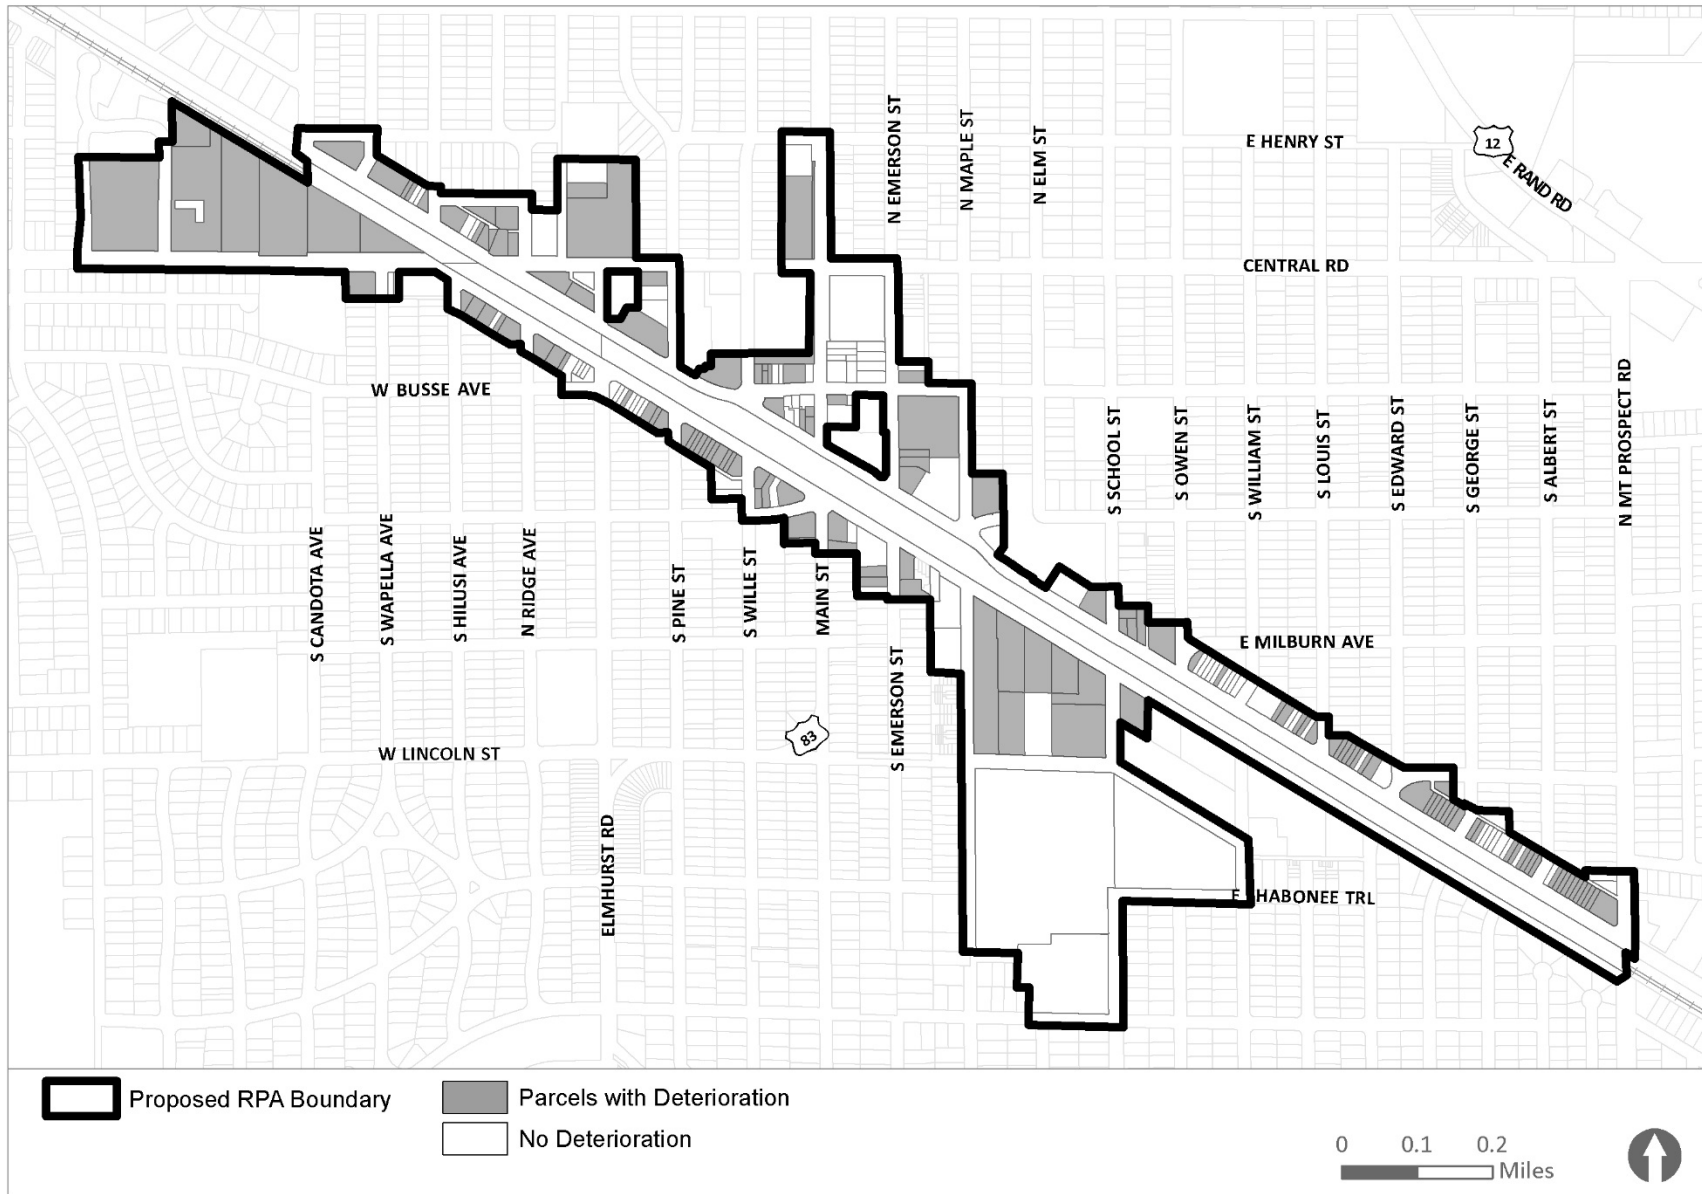 N EMERSON ST
N MAPLE ST
N ELM ST
E HENRY ST
12
E RAND RD
CENTRAL RD
W BUSSE AVE
S SCHOOL ST
S OWEN ST
S WILLIAM ST
S LOUIS ST
S EDWARD ST
S GEORGE ST
S ALBERT ST
N MT PROSPECT RD
S CANDOTA AVE
S WAPELLA AVE
S HILUSI AVE
N RIDGE AVE
S PINE ST
S WILLE ST
MAIN ST
S EMERSON ST
E MILBURN AVE
83
W LINCOLN ST
ELMHURST RD
E HABONEE TRL
Proposed RPA Boundary
Parcels with Deterioration
No Deterioration
0 0.1 0.2
Miles